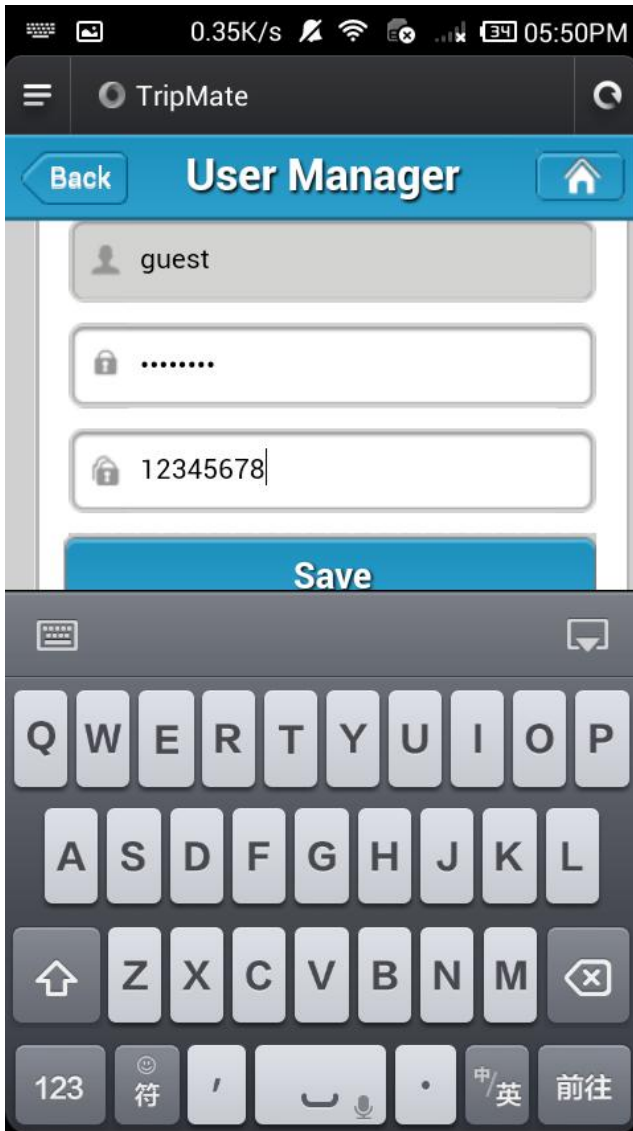 0.35K/s 34 05:50PM
TripMate
Back User Manager
guest
••••••••
12345678
Save
Q W E R T Y U I O P
A S D F G H J K L
Z X C V B N M
123 符 , . 中/英 前往